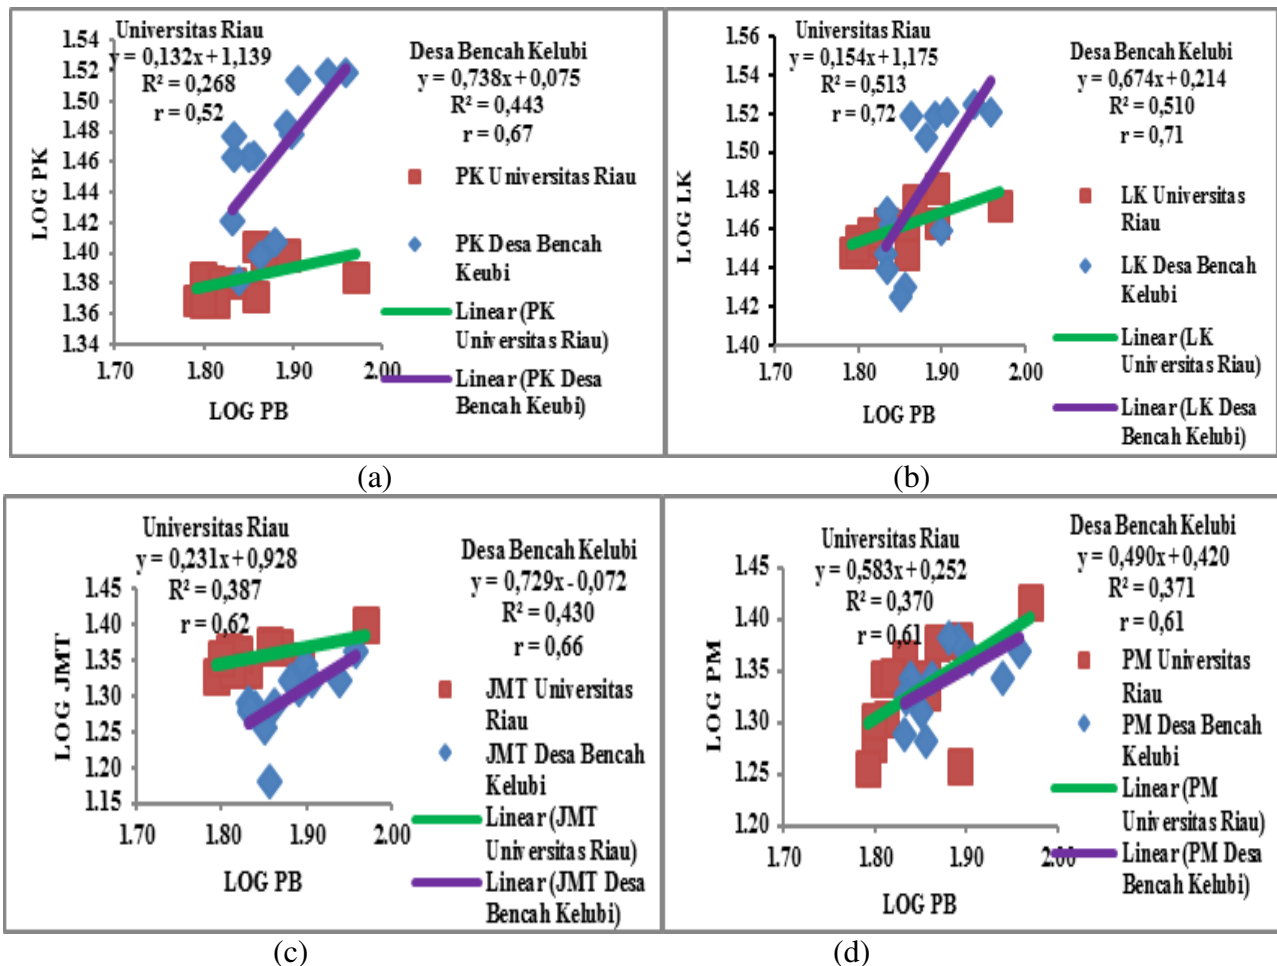 Universitas Riau
y = 0,132x + 1,139
R² = 0,268
r = 0,52
Desa Bencah Kelubi
y = 0,738x + 0,075
R² = 0,443
r = 0,67
LOG PK
1.54
1.52
1.50
1.48
1.46
1.44
1.42
1.40
1.38
1.36
1.34
1.70
1.80
1.90
2.00
LOG PB
PK Universitas Riau
PK Desa Bencah
Keubi
Linear (PK
Universitas Riau)
Linear (PK Desa
Bencah Keubi)
(a)
Universitas Riau
y = 0,154x + 1,175
R² = 0,513
r = 0,72
Desa Bencah Kelubi
y = 0,674x + 0,214
R² = 0,510
r = 0,71
LOG LK
1.56
1.54
1.52
1.50
1.48
1.46
1.44
1.42
1.40
1.70
1.80
1.90
2.00
LOG PB
LK Universitas
Riau
LK Desa Bencah
Kelubi
Linear (LK
Universitas Riau)
Linear (LK Desa
Bencah Kelubi)
(b)
Universitas Riau
y = 0,231x + 0,928
R² = 0,387
r = 0,62
Desa Bencah Kelubi
y = 0,729x - 0,072
R² = 0,430
r = 0,66
LOG JMT
1.45
1.40
1.35
1.30
1.25
1.20
1.15
1.70
1.80
1.90
2.00
LOG PB
JMT Universitas
Riau
JMT Desa Bencah
Kelubi
Linear (JMT
Universitas Riau)
Linear (JMT Desa
Bencah Kelubi)
(c)
Universitas Riau
y = 0,583x + 0,252
R² = 0,370
r = 0,61
Desa Bencah Kelubi
y = 0,490x + 0,420
R² = 0,371
r = 0,61
LOG PM
1.45
1.40
1.35
1.30
1.25
1.20
1.70
1.80
1.90
2.00
LOG PB
PM Universitas
Riau
PM Desa Bencah
Kelubi
Linear (PM
Universitas Riau)
Linear (PM Desa
Bencah Kelubi)
(d)